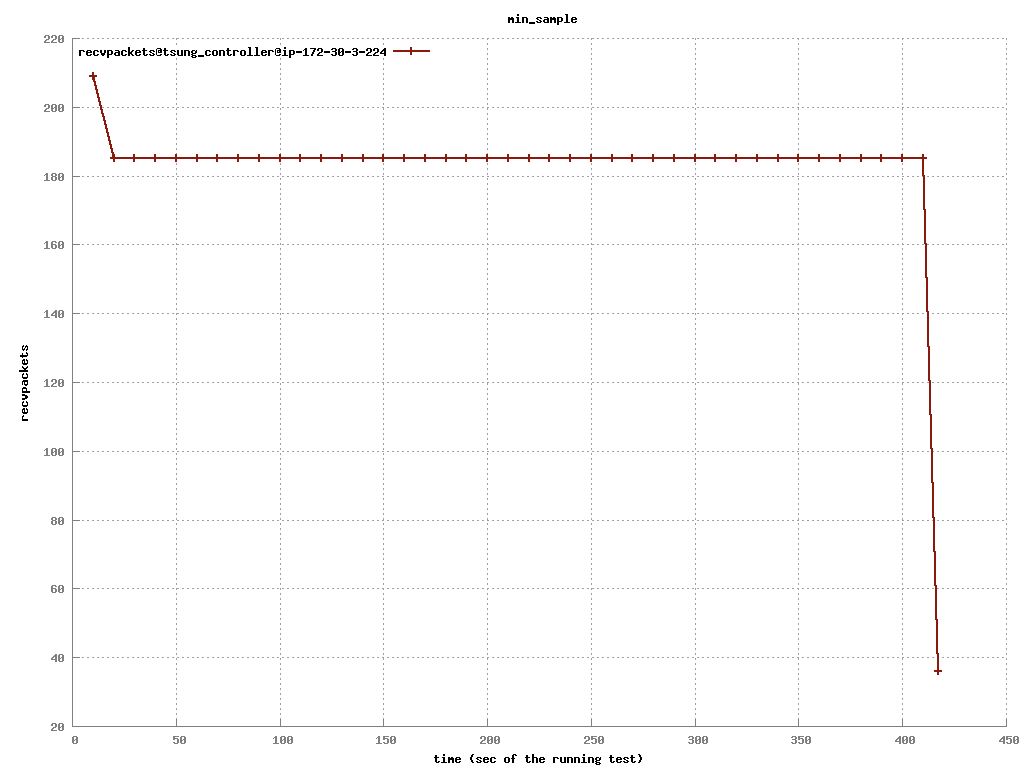 min_sample
220
recvpackets@tsung_controller@ip-172-30-3-224
200
180
160
140
120
100
80
60
40
20
recvpackets
0 50 100 150 200 250 300 350 400 450
time (sec of the running test)